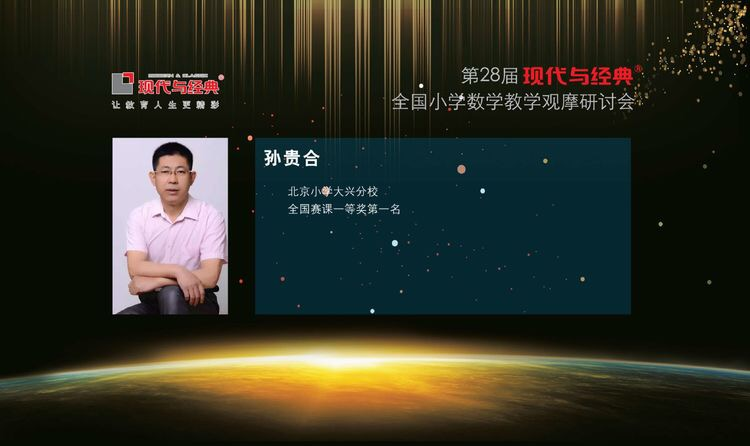 MODERN & CLASSIC
现代与经典®
让教育人生更精彩
第28届 现代与经典®
全国小学数学教学观摩研讨会
孙贵合
北京小学大兴分校
全国赛课一等奖第一名